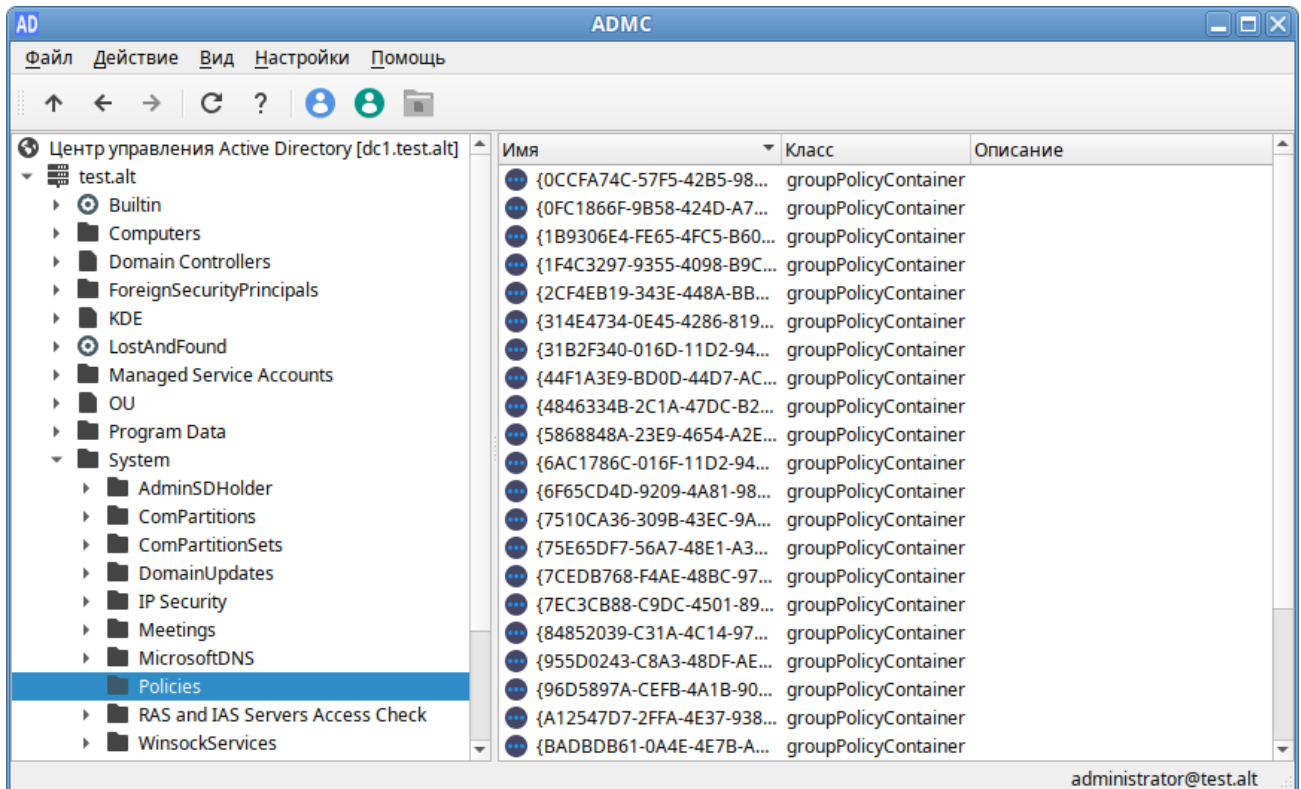 AD ADMC
Файл Действие Вид Настройки Помощь
?
Центр управления Active Directory [dc1.test.alt]
test.alt
Builtin
Computers
Domain Controllers
ForeignSecurityPrincipals
KDE
LostAndFound
Managed Service Accounts
OU
Program Data
System
AdminSDHolder
ComPartitions
ComPartitionSets
DomainUpdates
IP Security
Meetings
MicrosoftDNS
Policies
RAS and IAS Servers Access Check
WinsockServices
Имя Класс Описание
{0CCFA74C-57F5-42B5-98... groupPolicyContainer
{0FC1866F-9B58-424D-A7... groupPolicyContainer
{1B9306E4-FE65-4FC5-B60... groupPolicyContainer
{1F4C3297-9355-4098-B9C... groupPolicyContainer
{2CF4EB19-343E-448A-BB... groupPolicyContainer
{314E4734-0E45-4286-819... groupPolicyContainer
{31B2F340-016D-11D2-94... groupPolicyContainer
{44F1A3E9-BD0D-44D7-AC... groupPolicyContainer
{4846334B-2C1A-47DC-B2... groupPolicyContainer
{5868848A-23E9-4654-A2E... groupPolicyContainer
{6AC1786C-016F-11D2-94... groupPolicyContainer
{6F65CD4D-9209-4A81-98... groupPolicyContainer
{7510CA36-309B-43EC-9A... groupPolicyContainer
{75E65DF7-56A7-48E1-A3... groupPolicyContainer
{7CEDB768-F4AE-48BC-97... groupPolicyContainer
{7EC3CB88-C9DC-4501-89... groupPolicyContainer
{84852039-C31A-4C14-97... groupPolicyContainer
{955D0243-C8A3-48DF-AE... groupPolicyContainer
{96D5897A-CEFB-4A1B-90... groupPolicyContainer
{A12547D7-2FFA-4E37-938... groupPolicyContainer
{BADBDB61-0A4E-4E7B-A... groupPolicyContainer
administrator@test.alt